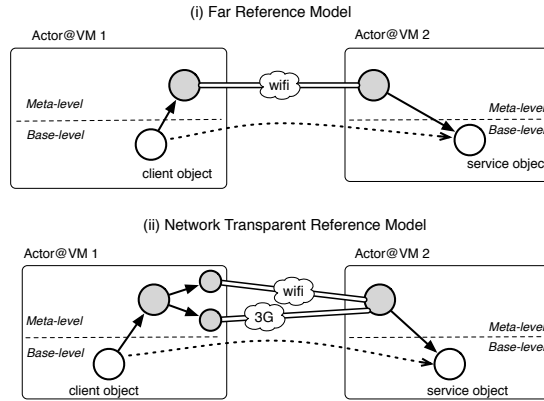 (i) Far Reference Model
Actor@VM 1
Actor@VM 2
wifi
Meta-level
Base-level
Meta-level
Base-level
client object
service object
(ii) Network Transparent Reference Model
Actor@VM 1
Actor@VM 2
wifi
3G
Meta-level
Base-level
Meta-level
Base-level
client object
service object